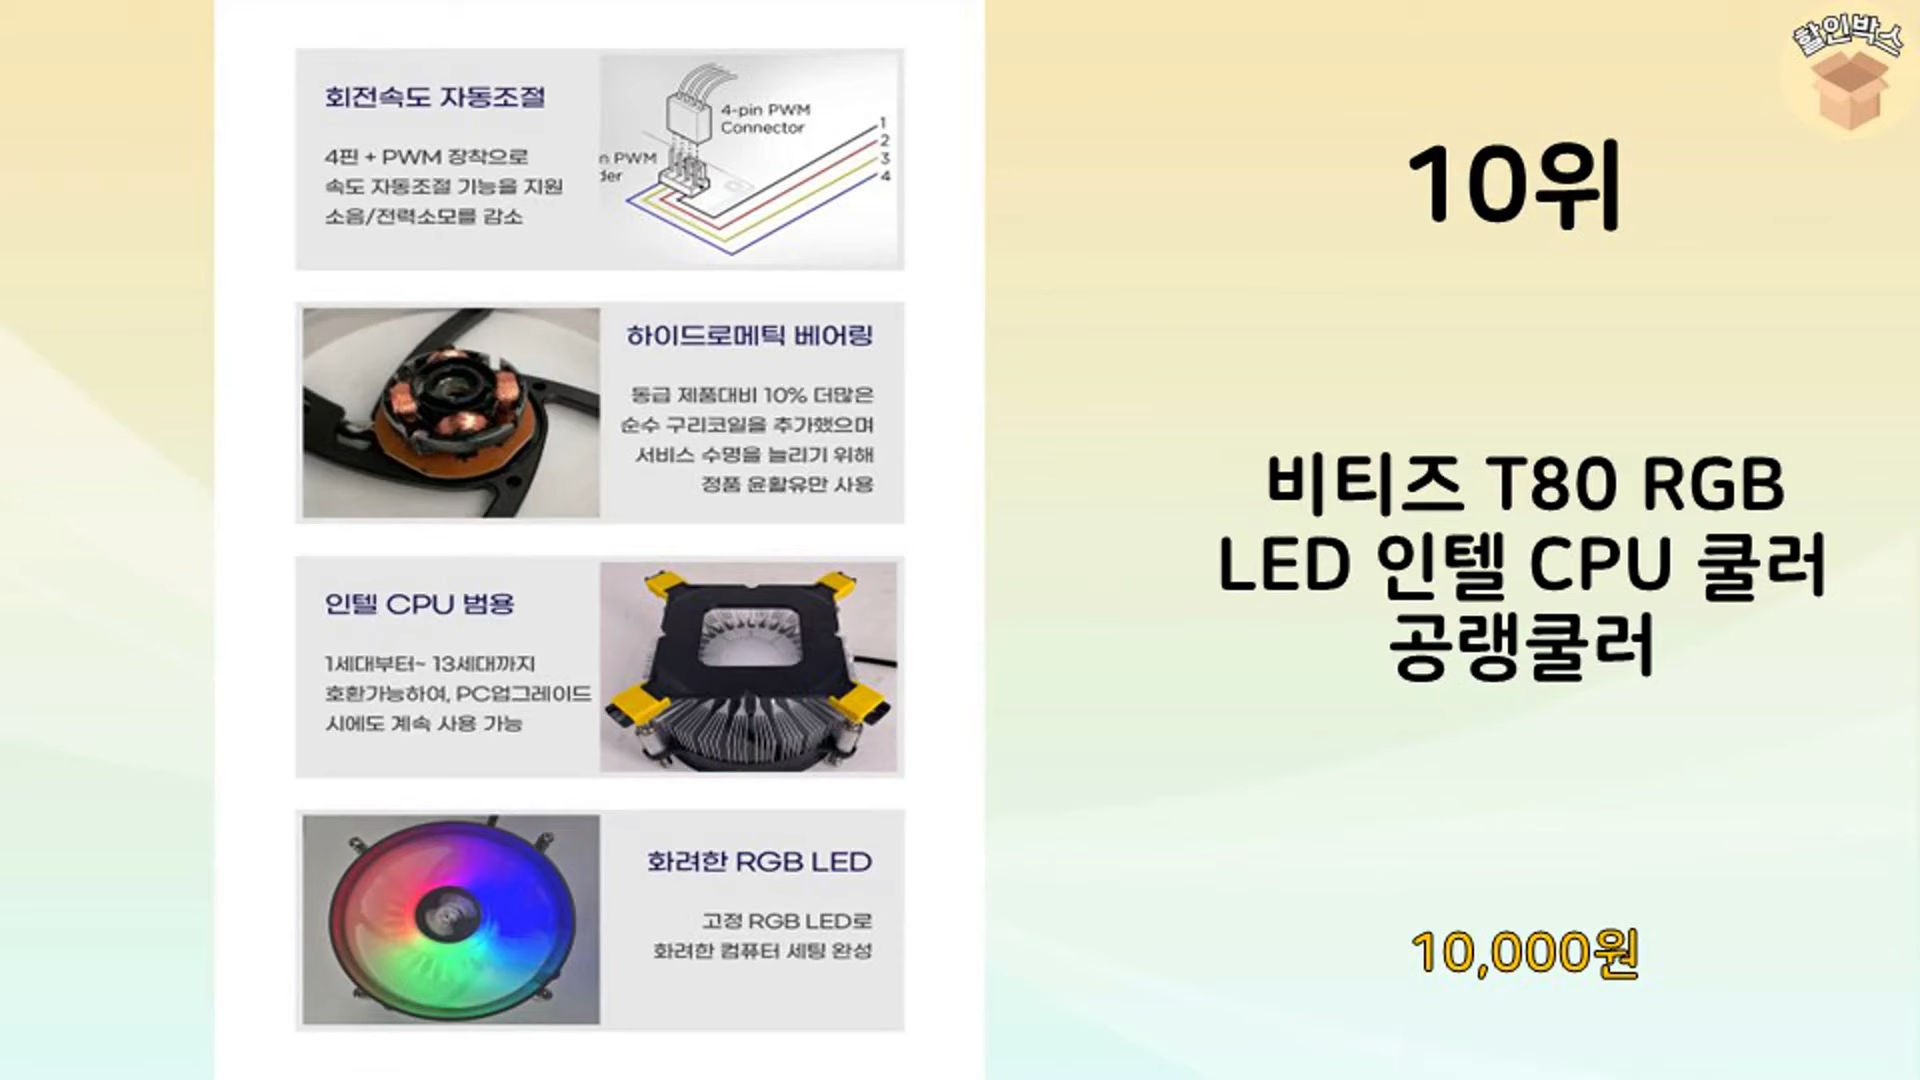 회전속도 자동조절
4핀 + PWM 장착으로
속도 자동조절 기능을 지원
소음/전력소모를 감소
4-pin PWM
Connector
n PWM
der
1
2
3
4
하이드로메틱 베어링
동급 제품대비 10% 더많은
순수 구리코일을 추가했으며
서비스 수명을 늘리기 위해
정품 윤활유만 사용
인텔 CPU 범용
1세대부터~ 13세대까지
호환가능하여, PC업그레이드
시에도 계속 사용 가능
화려한 RGB LED
고정 RGB LED로
화려한 컴퓨터 세팅 완성
할인박스
10위
비티즈 T80 RGB
LED 인텔 CPU 쿨러
공랭쿨러
10,000원